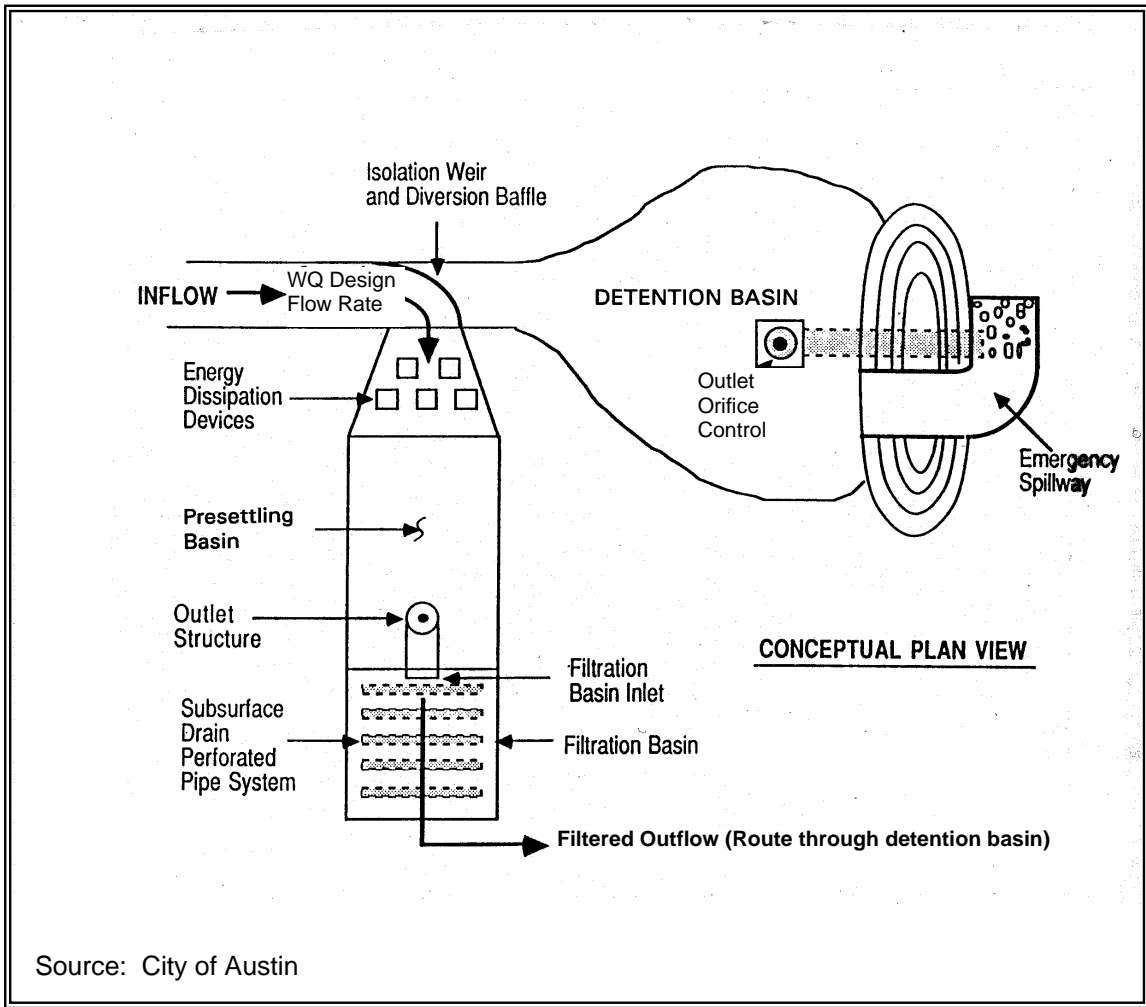 Isolation Weir
and Diversion Baffle
INFLOW
WQ Design
Flow Rate
DETENTION BASIN
Energy
Dissipation
Devices
Outlet
Orifice
Control
Emergency
Spillway
Presettling
Basin
Outlet
Structure
CONCEPTUAL PLAN VIEW
Filtration
Basin Inlet
Subsurface
Drain
Perforated
Pipe System
Filtration Basin
Filtered Outflow (Route through detention basin)
Source: City of Austin